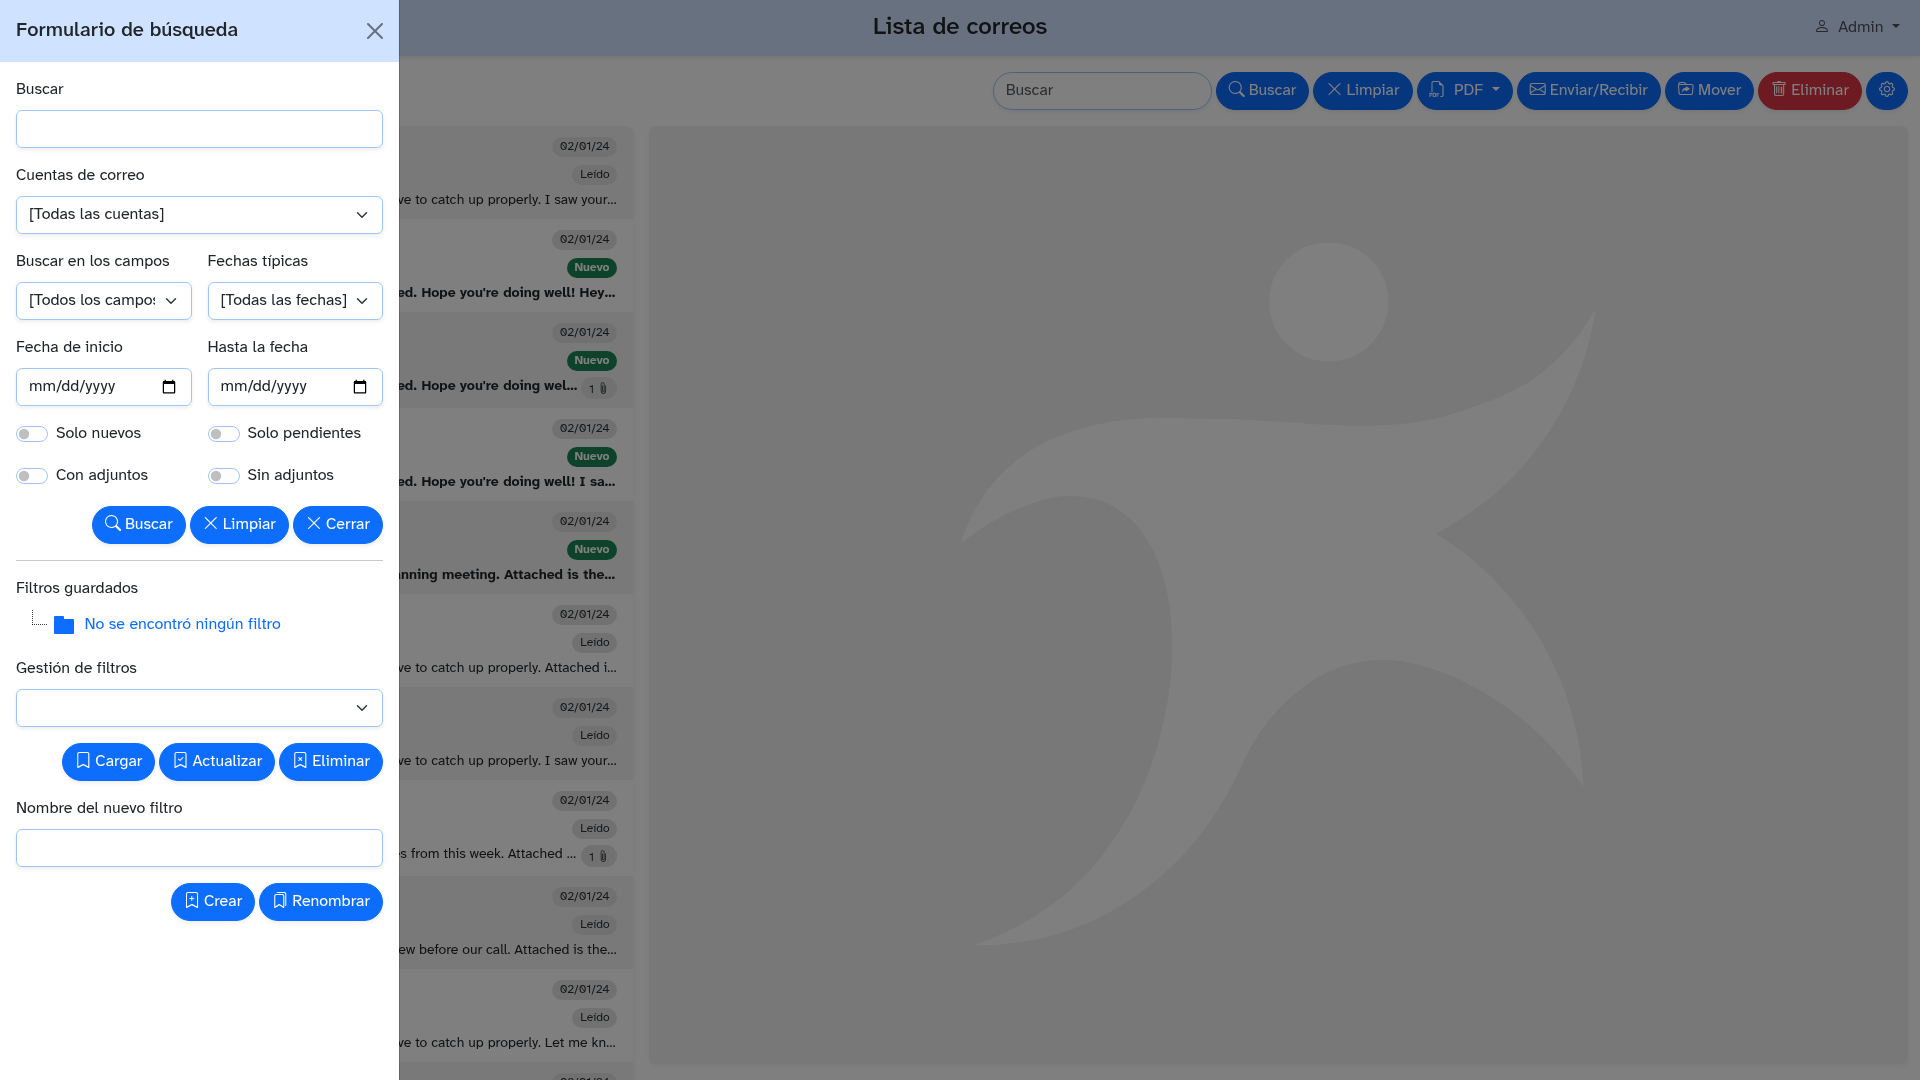 Formulario de búsqueda
Lista de correos
Admin
Buscar
Buscar
Buscar
Limpiar
PDF
Enviar/Recibir
Mover
Eliminar
Cuentas de correo
[Todas las cuentas]
Buscar en los campos
Fechas típicas
[Todos los campos
[Todas las fechas]
Fecha de inicio
Hasta la fecha
mm/dd/yyyy
mm/dd/yyyy
Solo nuevos
Solo pendientes
Con adjuntos
Sin adjuntos
Buscar
Limpiar
Cerrar
Filtros guardados
No se encontró ningún filtro
Gestión de filtros
Cargar
Actualizar
Eliminar
Nombre del nuevo filtro
Crear
Renombrar
02/01/24
Leído
ve to catch up properly. I saw your...
02/01/24
Nuevo
ed. Hope you're doing well! Hey...
02/01/24
Nuevo
ed. Hope you're doing wel...
1
02/01/24
Nuevo
ed. Hope you're doing well! I sa...
02/01/24
Nuevo
anning meeting. Attached is the...
02/01/24
Leído
ve to catch up properly. Attached i...
02/01/24
Leído
ve to catch up properly. I saw your...
02/01/24
Leído
s from this week. Attached ...
1
02/01/24
Leído
ew before our call. Attached is the...
02/01/24
Leído
ve to catch up properly. Let me kn...